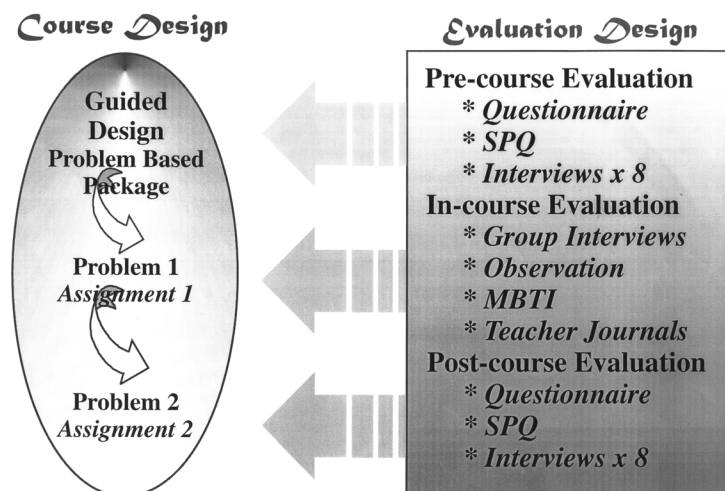 Course Design
Guided
Design
Problem Based
Package
Problem 1
Assignment 1
Problem 2
Assignment 2
Evaluation Design
Pre-course Evaluation
* Questionnaire
* SPQ
* Interviews x 8
In-course Evaluation
* Group Interviews
* Observation
* MBTI
* Teacher Journals
Post-course Evaluation
* Questionnaire
* SPQ
* Interviews x 8